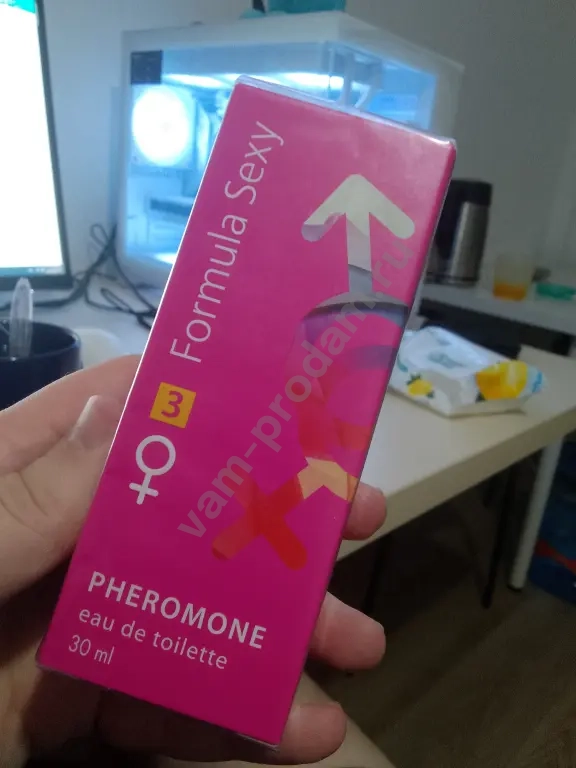 Formula Sexy
3
PHEROMONE
eau de toilette
30 ml
vam-prodam.ru